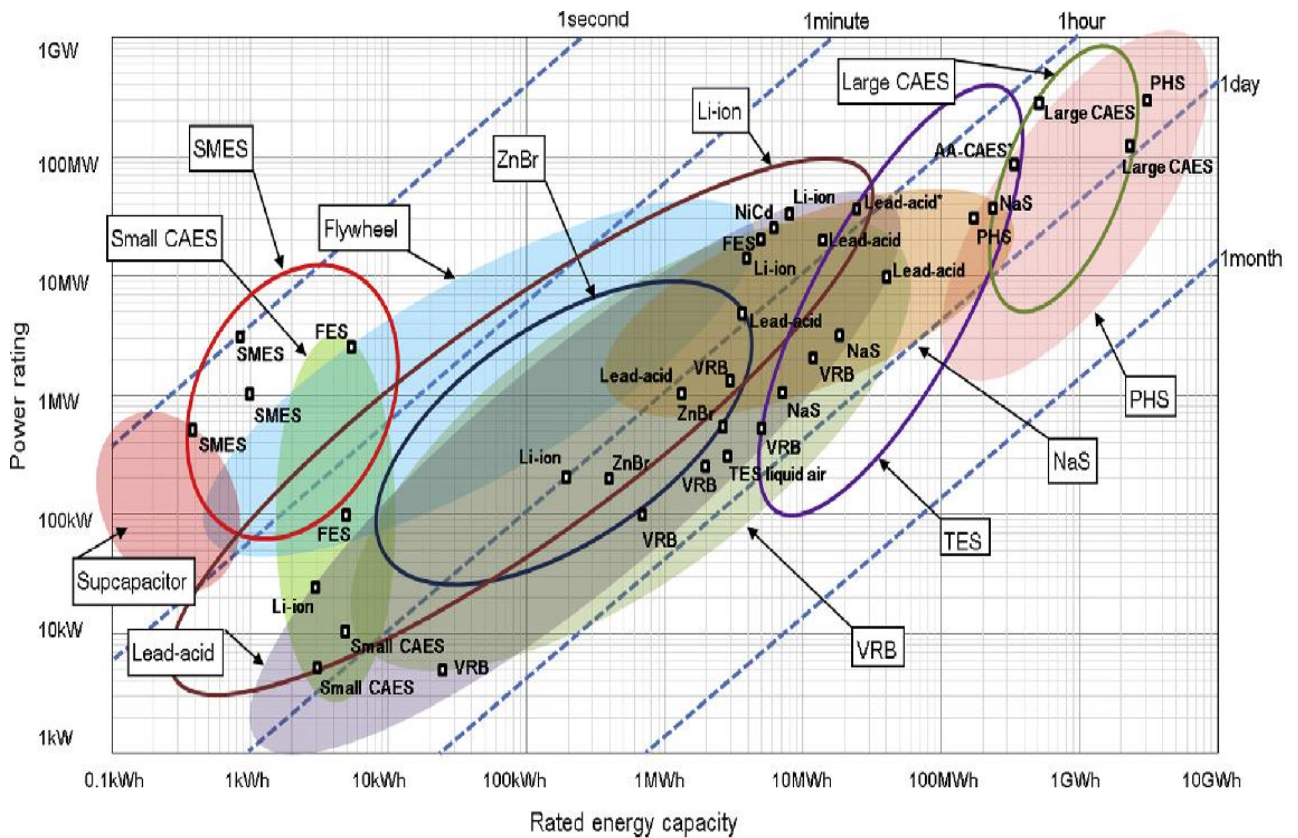 1second
1minute
1hour
1day
1month
1GW
100MW
10MW
1MW
100kW
10kW
1kW
Power rating
0.1kWh
1kWh
10kWh
100kWh
1MWh
10MWh
100MWh
1GWh
10GWh
Rated energy capacity
SMES
Small CAES
Flywheel
ZnBr
Li-ion
Large CAES
Supcapacitor
Lead-acid
VRB
TES
NaS
PHS
PHS
Large CAES
Large CAES
AA-CAES*
NaS
PHS
Li-ion
Lead-acid*
NiCd
FES
Lead-acid
Li-ion
Lead-acid
Lead-acid
FES
SMES
SMES
SMES
FES
NaS
VRB
VRB
Lead-acid
ZnBr
NaS
VRB
Li-ion
ZnBr
VRB
TES liquid air
VRB
Li-ion
Small CAES
Small CAES
VRB